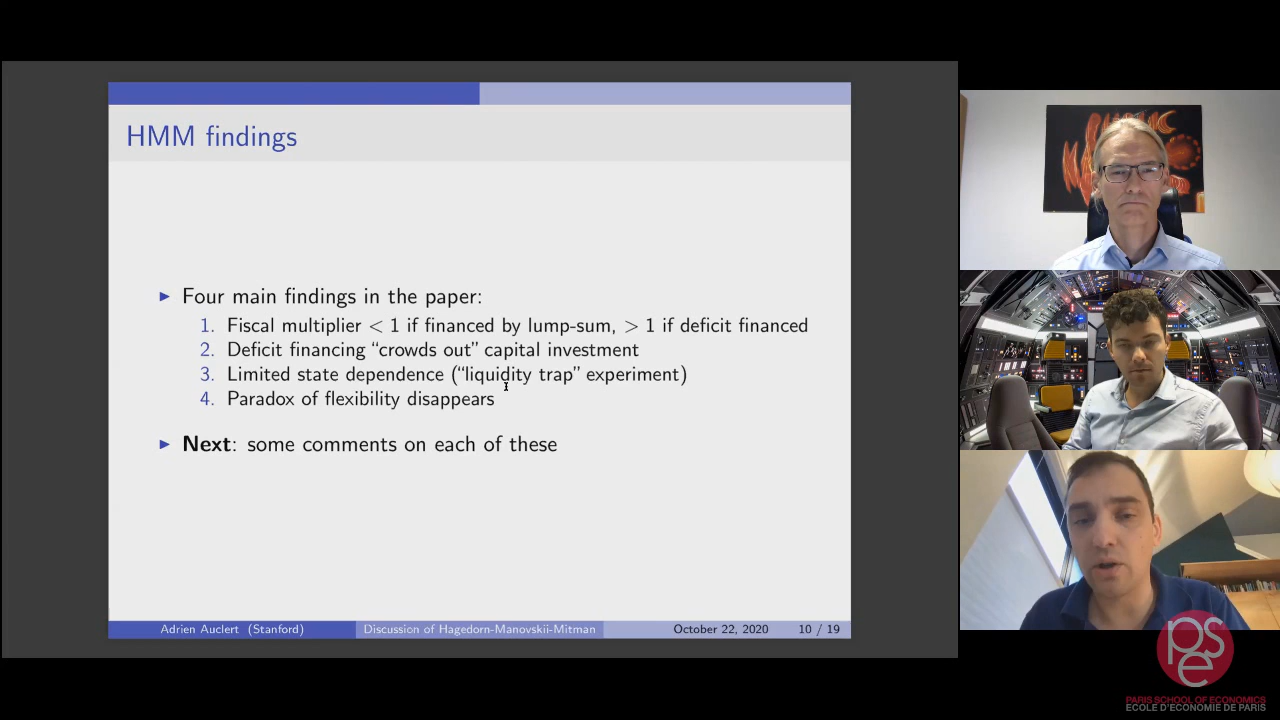 HMM findings
Four main findings in the paper:
1. Fiscal multiplier < 1 if financed by lump-sum, > 1 if deficit financed
2. Deficit financing “crowds out” capital investment
3. Limited state dependence (“liquidity trap” experiment)
4. Paradox of flexibility disappears
Next: some comments on each of these
Adrien Auclert (Stanford) Discussion of Hagedorn-Manovskii-Mitman October 22, 2020 10 / 19
pse
PARIS SCHOOL OF ECONOMICS
ECOLE D'ECONOMIE DE PARIS